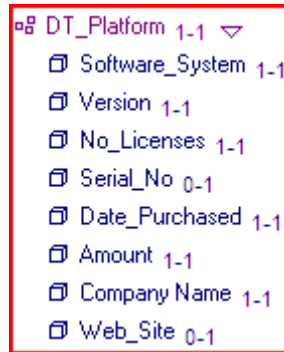 DT_Platform 1-1
Software_System 1-1
Version 1-1
No_Licenses 1-1
Serial_No 0-1
Date_Purchased 1-1
Amount 1-1
Company Name 1-1
Web_Site 0-1